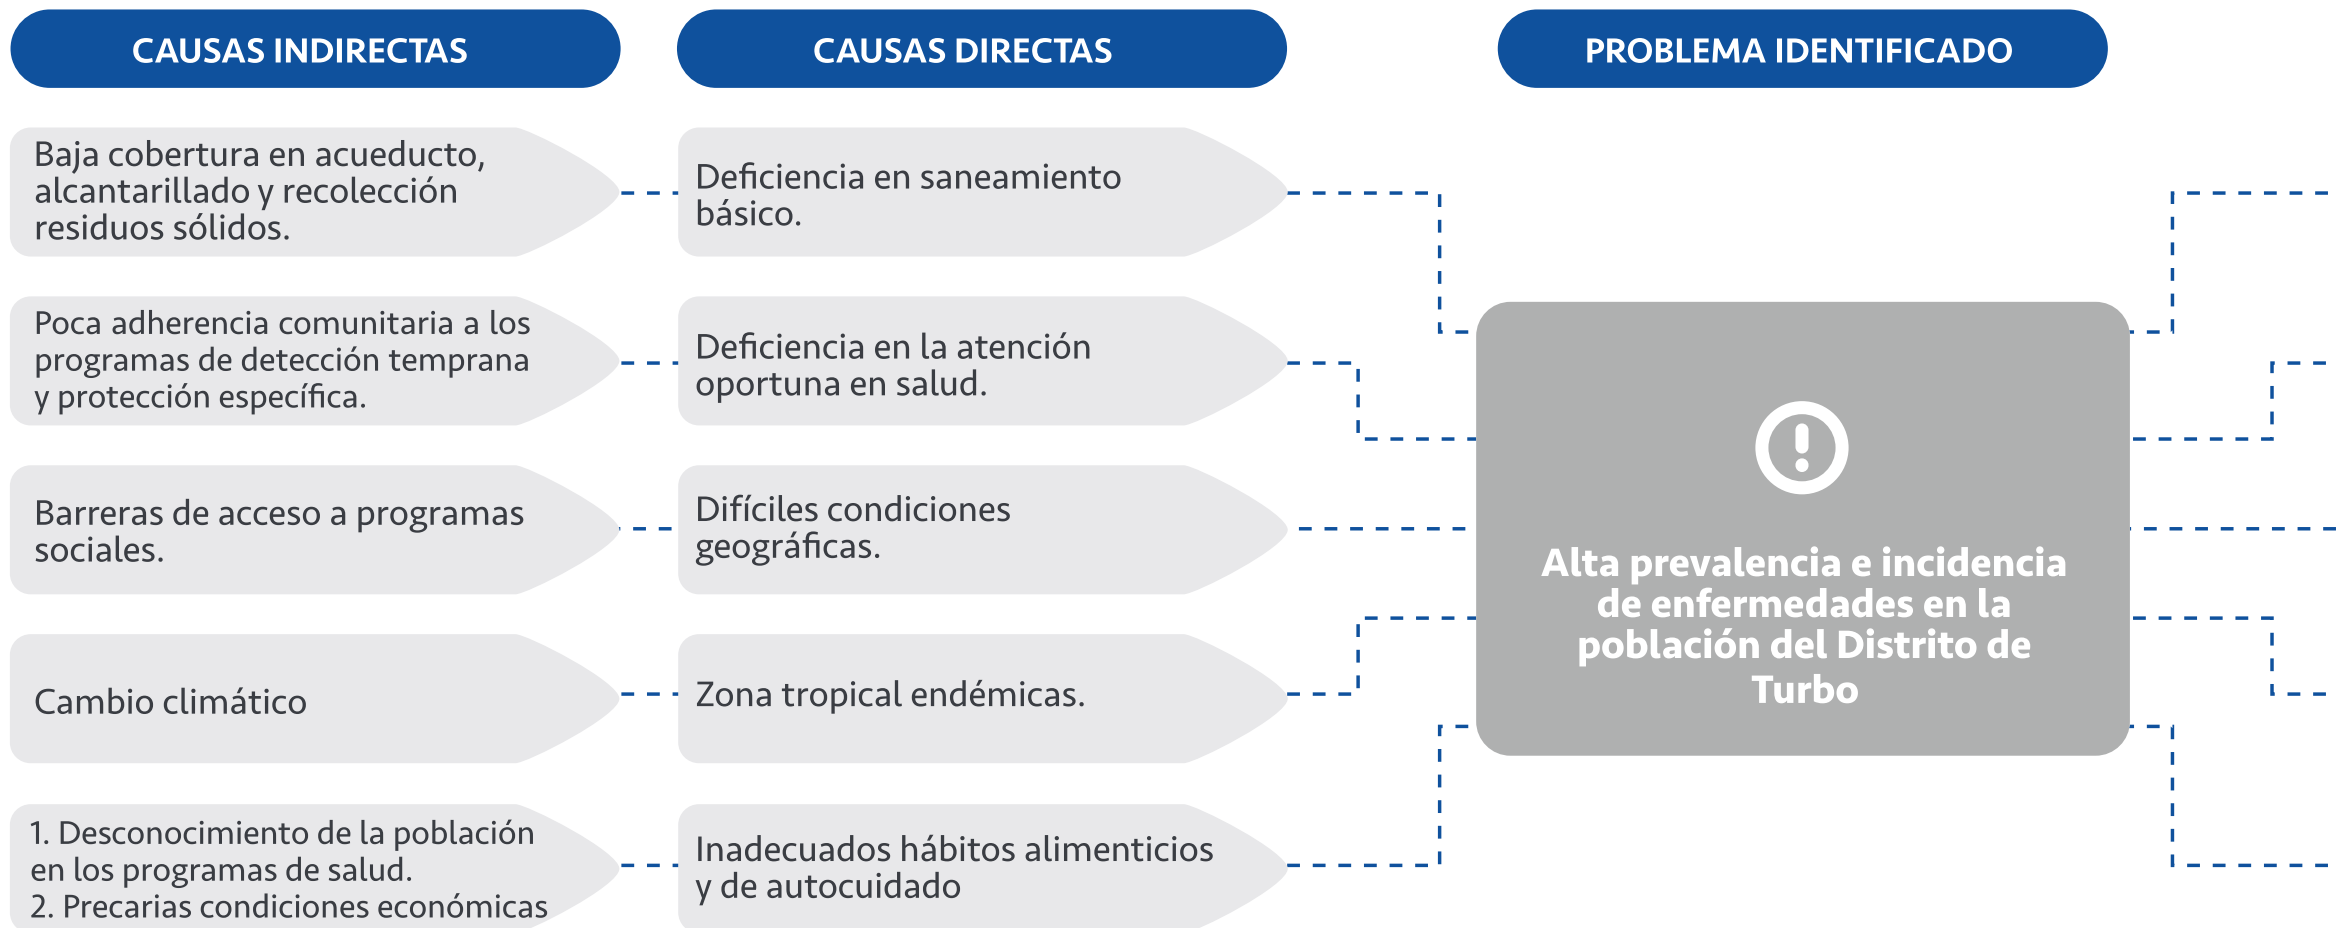 CAUSAS INDIRECTAS
CAUSAS DIRECTAS
PROBLEMA IDENTIFICADO
Baja cobertura en acueducto,
alcantarillado y recolección
residuos sólidos.
Deficiencia en saneamiento
básico.
Poca adherencia comunitaria a los
programas de detección temprana
y protección específica.
Deficiencia en la atención
oportuna en salud.
Barreras de acceso a programas
sociales.
Difíciles condiciones
geográficas.
Cambio climático
Zona tropical endémicas.
1. Desconocimiento de la población
en los programas de salud.
2. Precarias condiciones económicas
Inadecuados hábitos alimenticios
y de autocuidado
Alta prevalencia e incidencia
de enfermedades en la
población del Distrito de
Turbo